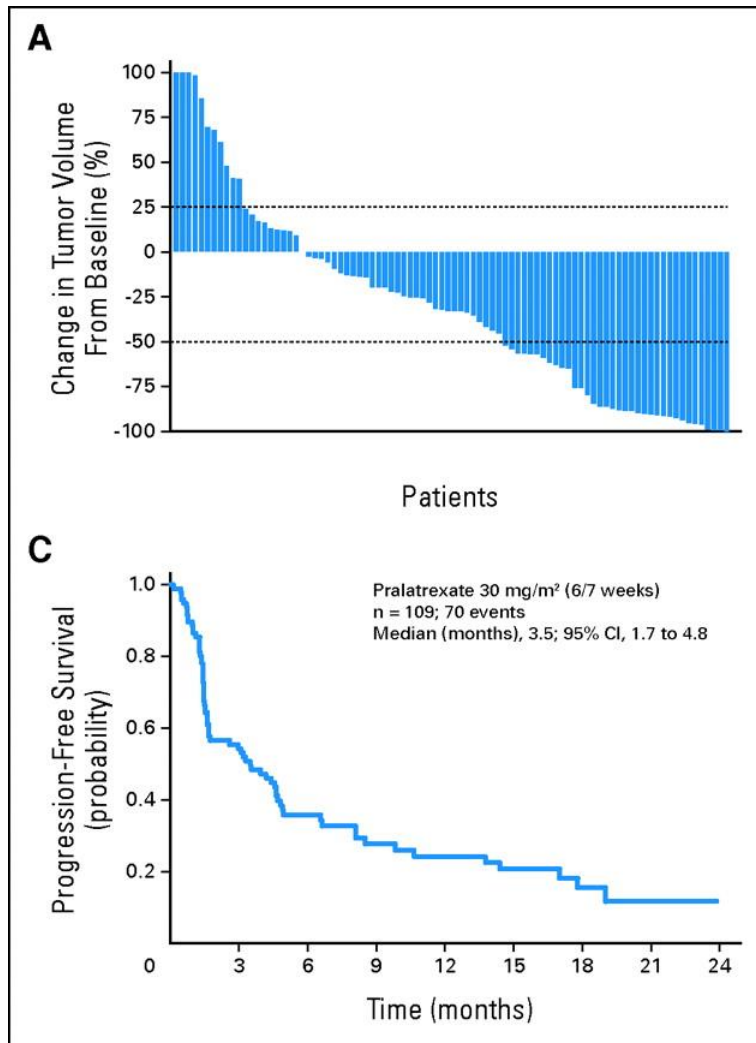 A
Change in Tumor Volume
From Baseline (%)
100
75
50
25
0
-25
-50
-75
-100
Patients
C
Progression-Free Survival
(probability)
1.0
0.8
0.6
0.4
0.2
Pralatrexate 30 mg/m² (6/7 weeks)
n = 109; 70 events
Median (months), 3.5; 95% CI, 1.7 to 4.8
0 3 6 9 12 15 18 21 24
Time (months)